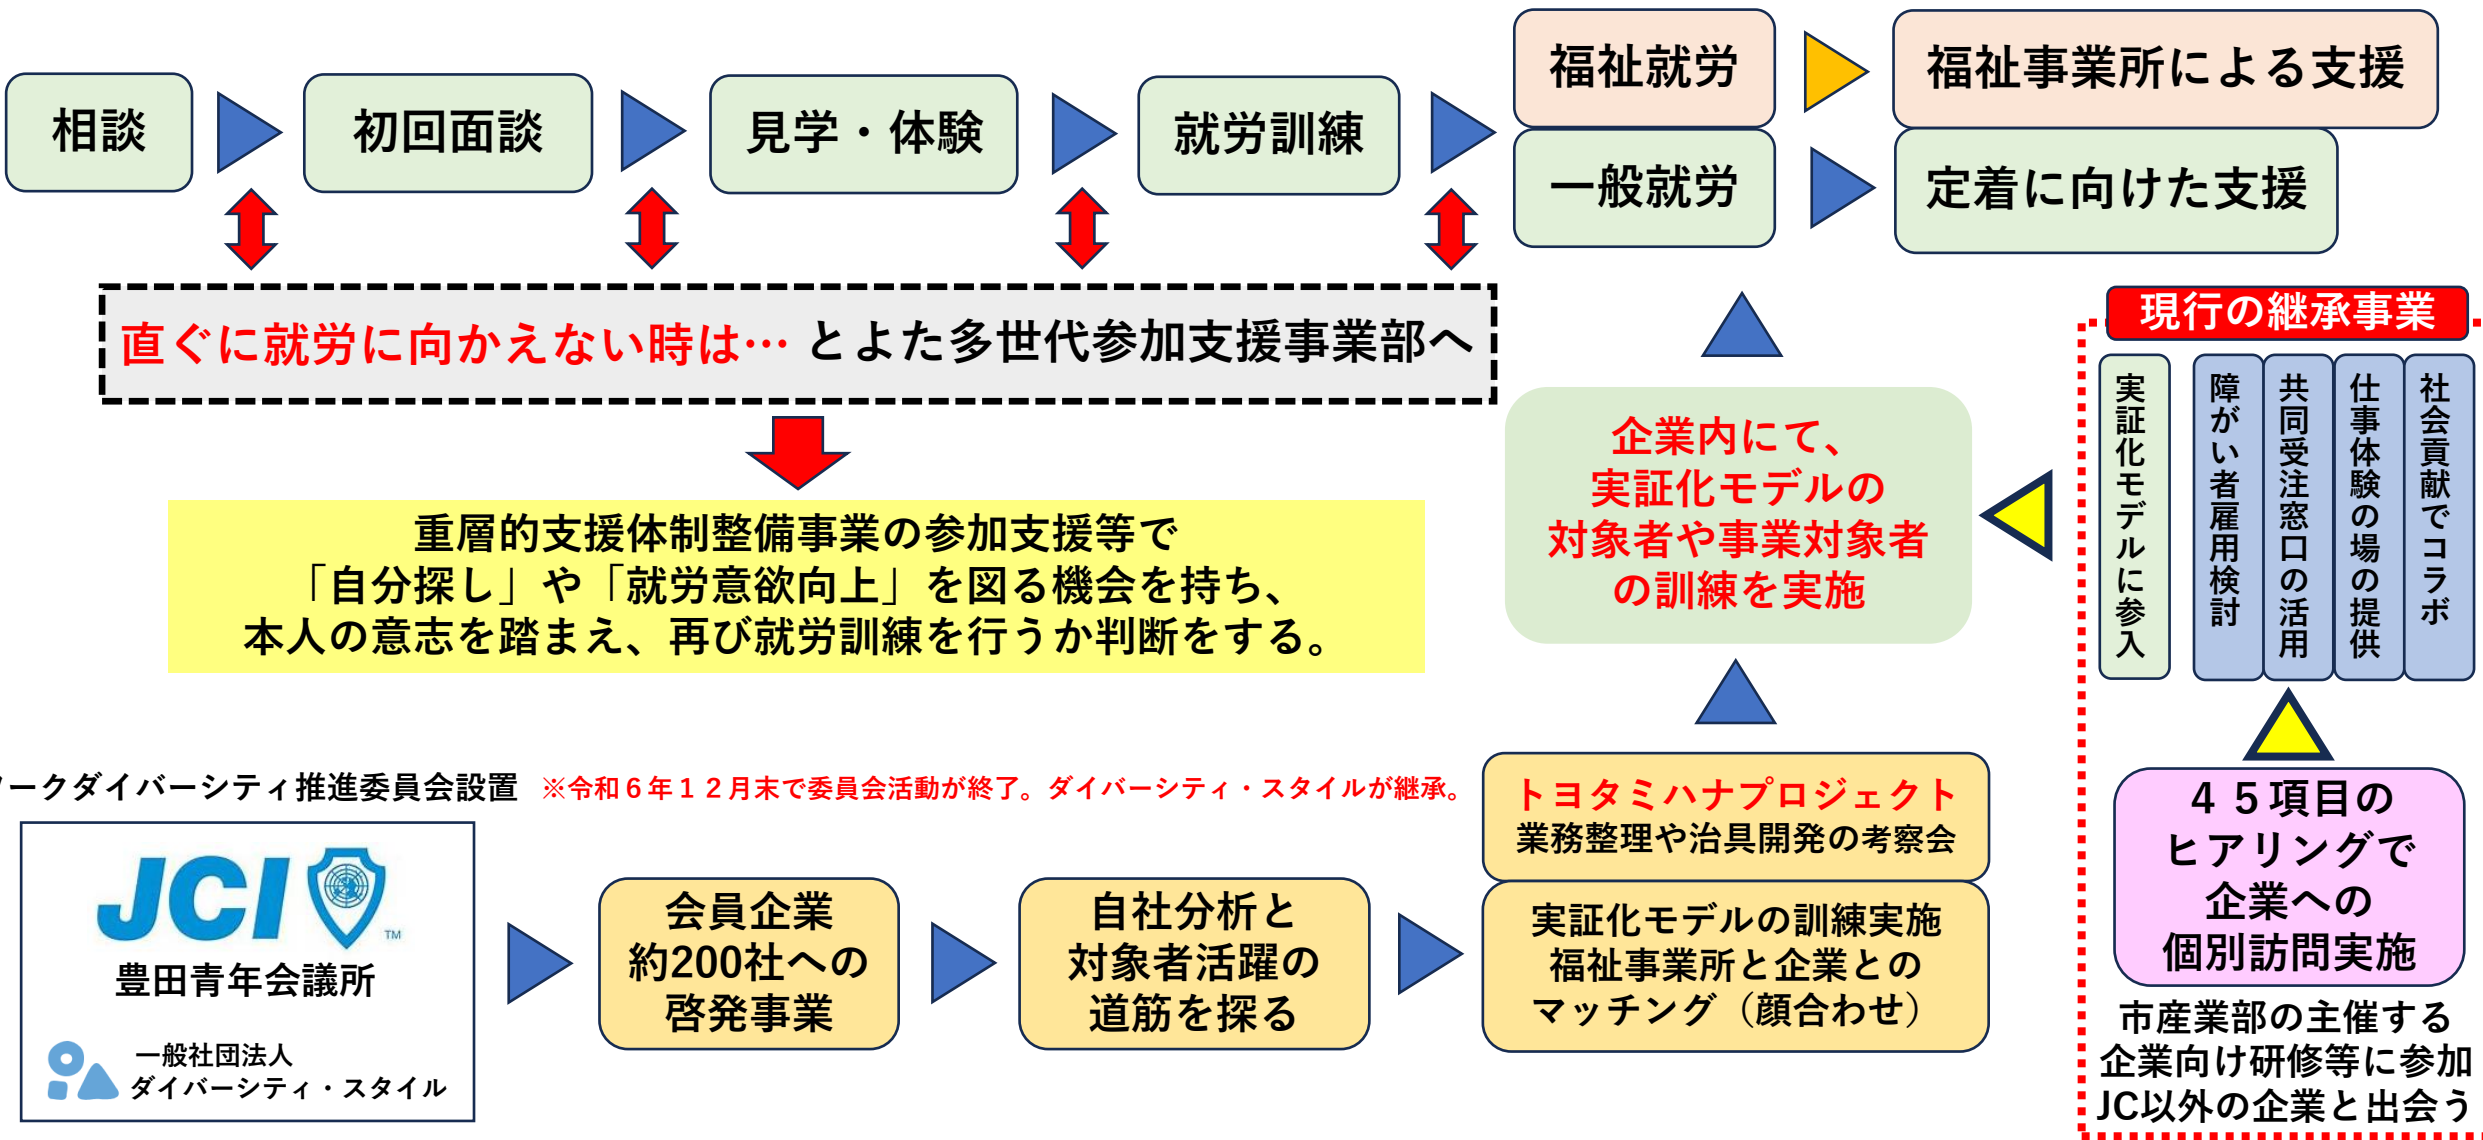 相談
初回面談
見学・体験
就労訓練
福祉就労
福祉事業所による支援
一般就労
定着に向けた支援
直ぐに就労に向かえない時は… とよた多世代参加支援事業部へ
重層的支援体制整備事業の参加支援等で
「自分探し」や「就労意欲向上」を図る機会を持ち、
本人の意志を踏まえ、再び就労訓練を行うか判断をする。
企業内にて、
実証化モデルの
対象者や事業対象者
の訓練を実施
現行の継承事業
実証化モデルに参入
障がい者雇用検討
共同受注窓口の活用
仕事体験の場の提供
社会貢献でコラボ
ークダイバーシティ推進委員会設置 ※令和６年１２月末で委員会活動が終了。ダイバーシティ・スタイルが継承。
JCI
TM
豊田青年会議所
一般社団法人
ダイバーシティ・スタイル
会員企業
約200社への
啓発事業
自社分析と
対象者活躍の
道筋を探る
トヨタミハナプロジェクト
業務整理や治具開発の考察会
実証化モデルの訓練実施
福祉事業所と企業との
マッチング（顔合わせ）
４５項目の
ヒアリングで
企業への
個別訪問実施
市産業部の主催する
企業向け研修等に参加
JC以外の企業と出会う